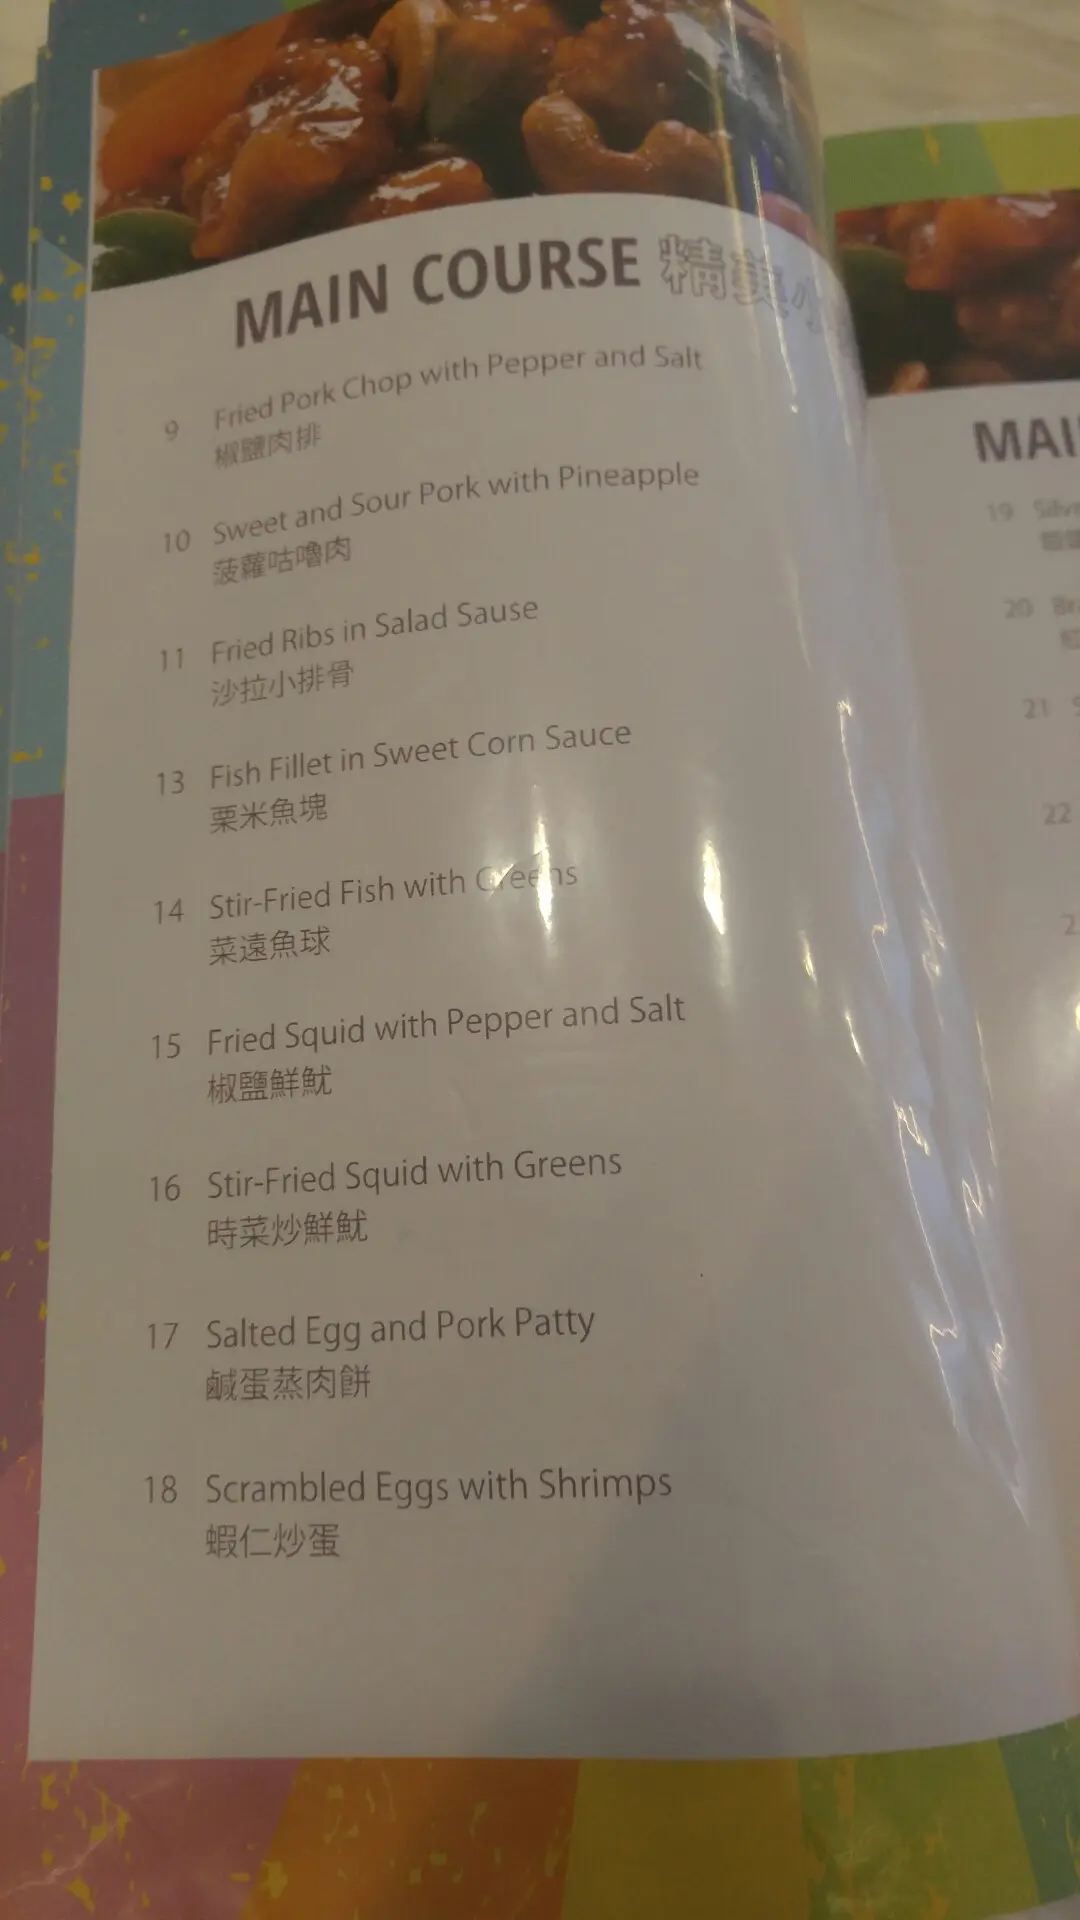 MAIN COURSE 精美小
9 Fried Pork Chop with Pepper and Salt
椒鹽肉排
10 Sweet and Sour Pork with Pineapple
菠蘿咕嚕肉
11 Fried Ribs in Salad Sause
沙拉小排骨
13 Fish Fillet in Sweet Corn Sauce
粟米魚塊
14 Stir-Fried Fish with Greens
菜遠魚球
15 Fried Squid with Pepper and Salt
椒鹽鮮魷
16 Stir-Fried Squid with Greens
時菜炒鮮魷
17 Salted Egg and Pork Patty
鹹蛋蒸肉餅
18 Scrambled Eggs with Shrimps
蝦仁炒蛋
MAI
19 Silve
20 Br
21 S
22